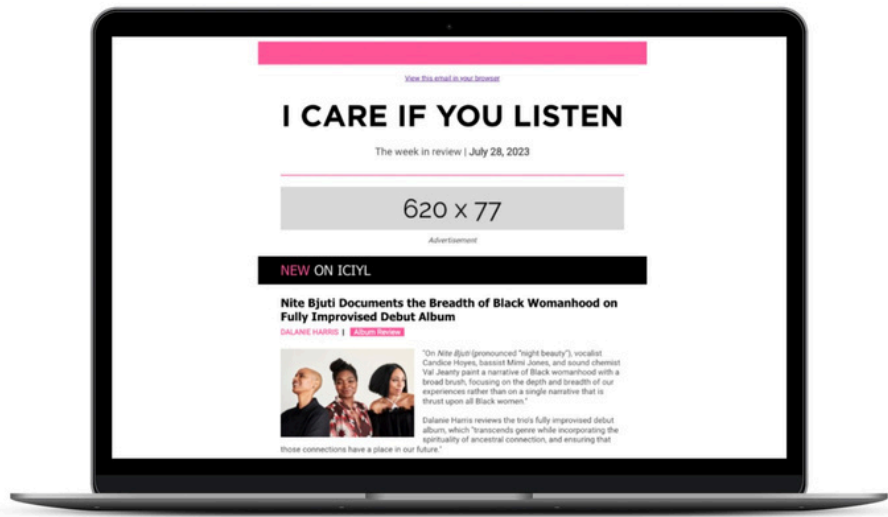 View this email in your browser
I CARE IF YOU LISTEN
The week in review | July 28, 2023
620 x 77
Advertisement
NEW ON ICIYL
Nite Bjuti Documents the Breadth of Black Womanhood on
Fully Improvised Debut Album
DALANIE HARRIS | Album Review
"On Nite Bjuti (pronounced "night beauty"), vocalist
Candice Hoyes, bassist Mimi Jones, and sound chemist
Val Jeanty paint a narrative of Black womanhood with a
broad brush, focusing on the depth and breadth of our
experiences rather than on a single narrative that is
thrust upon all Black women."
Dalanie Harris reviews the trio's fully improvised debut
album, which "transcends genre while incorporating the
spirituality of ancestral connection, and ensuring that
those connections have a place in our future."